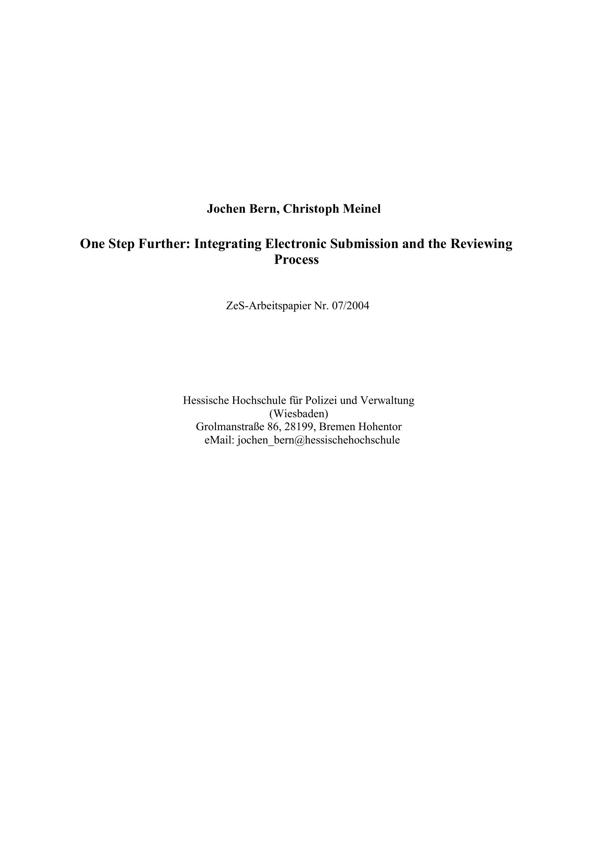 Jochen Bern, Christoph Meinel
One Step Further: Integrating Electronic Submission and the Reviewing
Process
ZeS-Arbeitspapier Nr. 07/2004
Hessische Hochschule für Polizei und Verwaltung
(Wiesbaden)
Grolmanstraße 86, 28199, Bremen Hohentor
eMail: jochen_bern@hessischehochschule